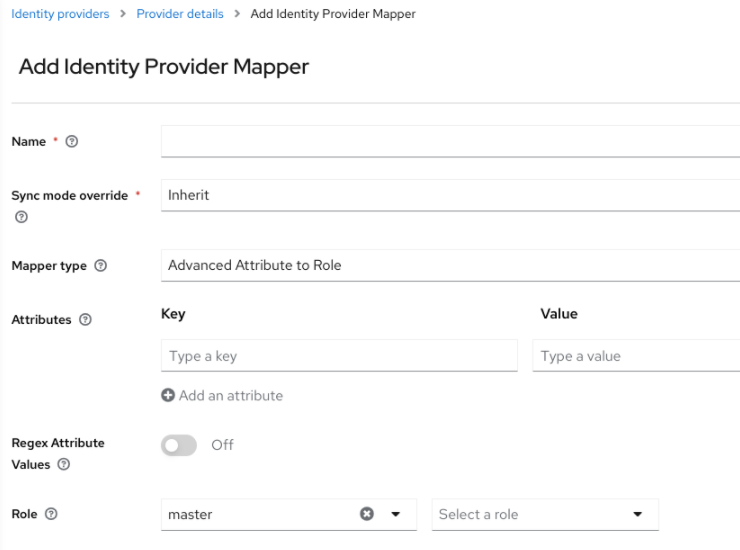 Identity providers > Provider details > Add Identity Provider Mapper
Add Identity Provider Mapper
Name *
Sync mode override *
Inherit
Mapper type
Advanced Attribute to Role
Attributes
Key
Value
Type a key
Type a value
Add an attribute
Regex Attribute
Values
Off
Role
master
Select a role